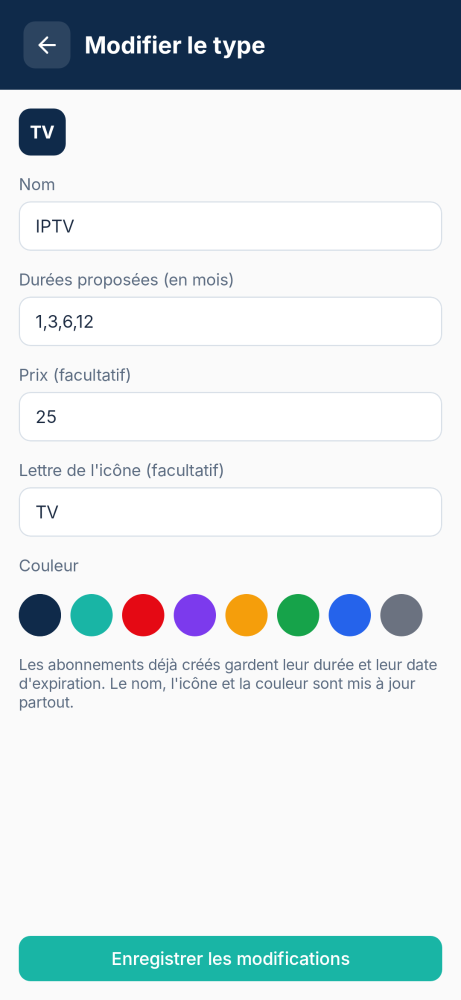 Modifier le type
TV
Nom
IPTV
Durées proposées (en mois)
1,3,6,12
Prix (facultatif)
25
Lettre de l'icône (facultatif)
TV
Couleur
Les abonnements déjà créés gardent leur durée et leur date
d'expiration. Le nom, l'icône et la couleur sont mis à jour
partout.
Enregistrer les modifications